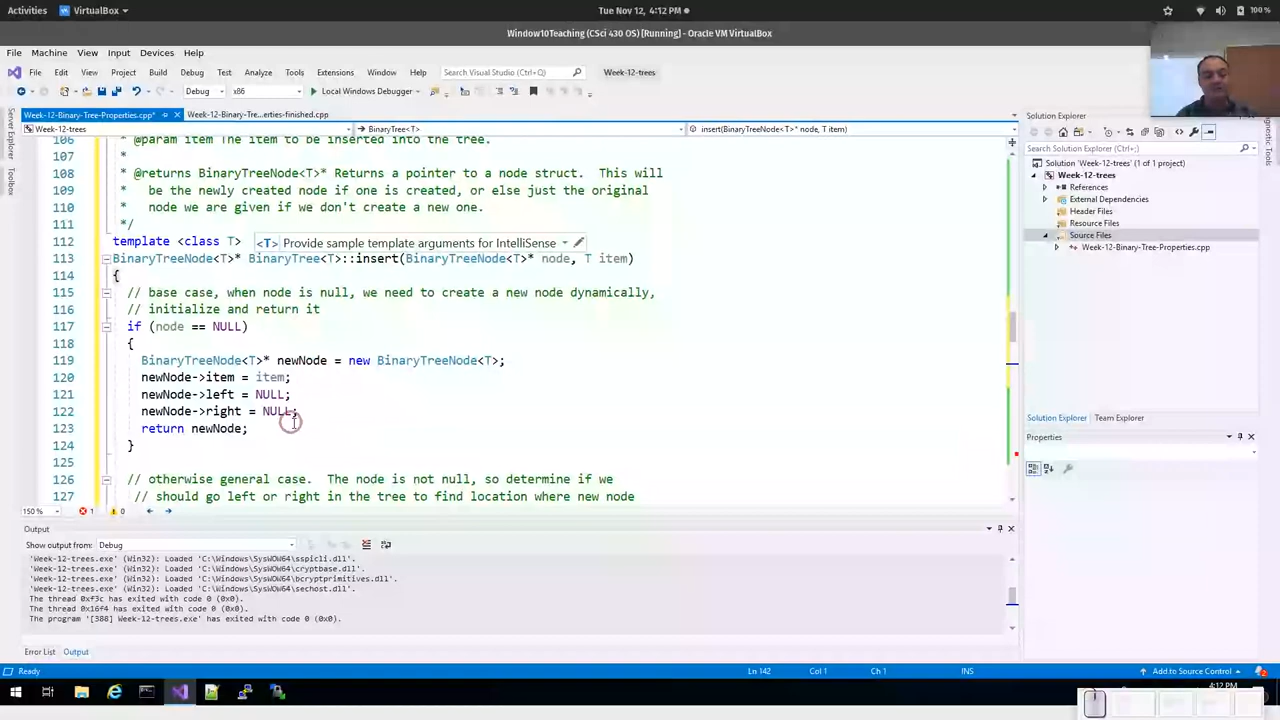 Activities VirtualBox Tue Nov 12, 4:12 PM 100 %
Window10Teaching (CSci 430 OS) [Running] - Oracle VM VirtualBox
File Machine View Input Devices Help
File Edit View Project Build Debug Test Analyze Tools Extensions Window Help Search Visual Studio (Ctrl+Q) Week-12-trees
Debug x86 Local Windows Debugger
Week-12-Binary-Tree-Properties.cpp* Week-12-Binary-Tre...erties-finished.cpp
Week-12-trees BinaryTree<T> insert(BinaryTreeNode<T>* node, T item)
Server Explorer
Toolbox
Diagnostic Tools
106 * @param item The item to be inserted into the tree.
107 *
108 * @returns BinaryTreeNode<T>* Returns a pointer to a node struct.  This will
109 *   be the newly created node if one is created, or else just the original
110 *   node we are given if we don't create a new one.
111 */
112 template <class T> <T> Provide sample template arguments for IntelliSense
113 BinaryTreeNode<T>* BinaryTree<T>::insert(BinaryTreeNode<T>* node, T item)
114 {
115 // base case, when node is null, we need to create a new node dynamically,
116 // initialize and return it
117 if (node == NULL)
118 {
119 BinaryTreeNode<T>* newNode = new BinaryTreeNode<T>;
120 newNode->item = item;
121 newNode->left = NULL;
122 newNode->right = NULL;
123 return newNode;
124 }
125
126 // otherwise general case.  The node is not null, so determine if we
127 // should go left or right in the tree to find location where new node
150 % 1 0
Solution Explorer
Search Solution Explorer (Ctrl+;)
Solution 'Week-12-trees' (1 of 1 project)
Week-12-trees
References
External Dependencies
Header Files
Resource Files
Source Files
Week-12-Binary-Tree-Properties.cpp
Solution Explorer Team Explorer
Properties
Output
Show output from: Debug
'Week-12-trees.exe' (Win32): Loaded 'C:\Windows\SysWOW64\sspicli.dll'.
'Week-12-trees.exe' (Win32): Loaded 'C:\Windows\SysWOW64\cryptbase.dll'.
'Week-12-trees.exe' (Win32): Loaded 'C:\Windows\SysWOW64\bcryptprimitives.dll'.
'Week-12-trees.exe' (Win32): Loaded 'C:\Windows\SysWOW64\sechost.dll'.
The thread 0xf3c has exited with code 0 (0x0).
The thread 0x16f4 has exited with code 0 (0x0).
The program '[388] Week-12-trees.exe' has exited with code 0 (0x0).
Error List Output
Ready Ln 142 Col 1 Ch 1 INS Add to Source Control 2
4:12 PM